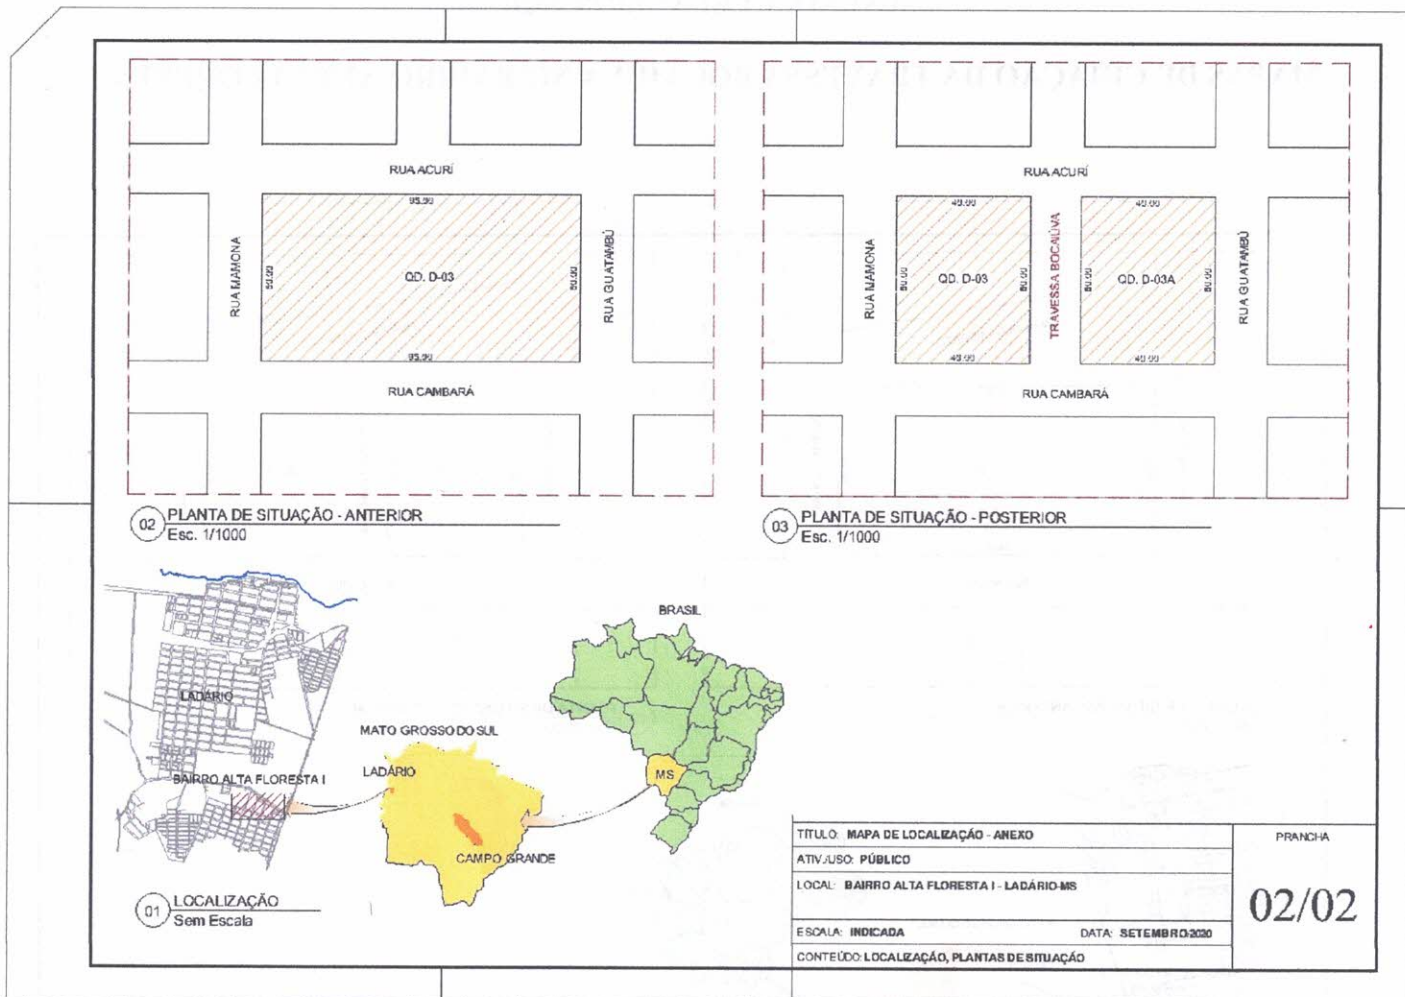 RUA ACURÍ
95.00
RUA MAMONA
50.00
QD. D-03
50.00
RUA GUATAMBÚ
95.00
RUA CAMBARÁ
02 PLANTA DE SITUAÇÃO - ANTERIOR
Esc. 1/1000
RUA ACURÍ
40.00
40.00
RUA MAMONA
50.00
QD. D-03
50.00
TRAVESSA BOCAIÚVA
50.00
QD. D-03A
50.00
RUA GUATAMBÚ
40.00
40.00
RUA CAMBARÁ
03 PLANTA DE SITUAÇÃO - POSTERIOR
Esc. 1/1000
LADÁRIO
BAIRRO ALTA FLORESTA I
01 LOCALIZAÇÃO
Sem Escala
MATO GROSSO DO SUL
LADÁRIO
CAMPO GRANDE
BRASIL
MS
TÍTULO: MAPA DE LOCALIZAÇÃO - ANEXO
ATIV./USO: PÚBLICO
LOCAL: BAIRRO ALTA FLORESTA I - LADÁRIO-MS
ESCALA: INDICADA DATA: SETEMBRO/2020
CONTEÚDO: LOCALIZAÇÃO, PLANTAS DE SITUAÇÃO
PRANCHA
02/02